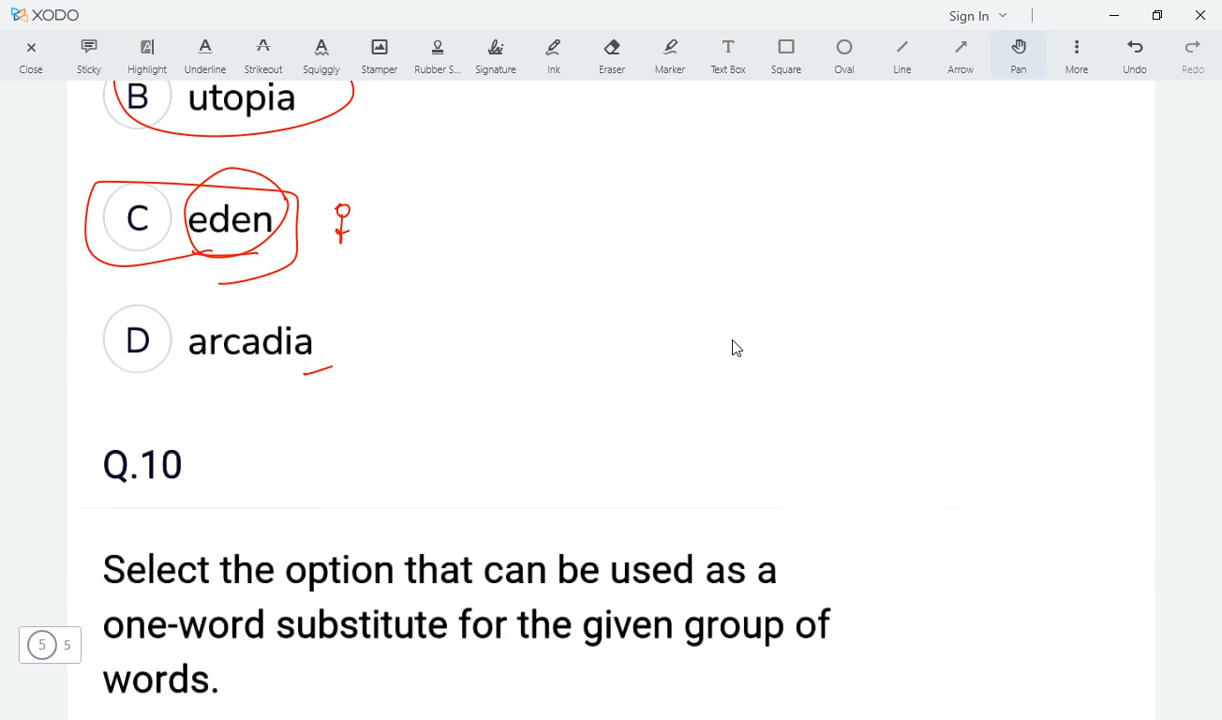 XODO
Sign In
Close
Sticky
Highlight
Underline
Strikeout
Squiggly
Stamper
Rubber S...
Signature
Ink
Eraser
Marker
Text Box
Square
Oval
Line
Arrow
Pan
More
Undo
Redo
B utopia
C eden
D arcadia
Q.10
Select the option that can be used as a
one-word substitute for the given group of
words.
5 5